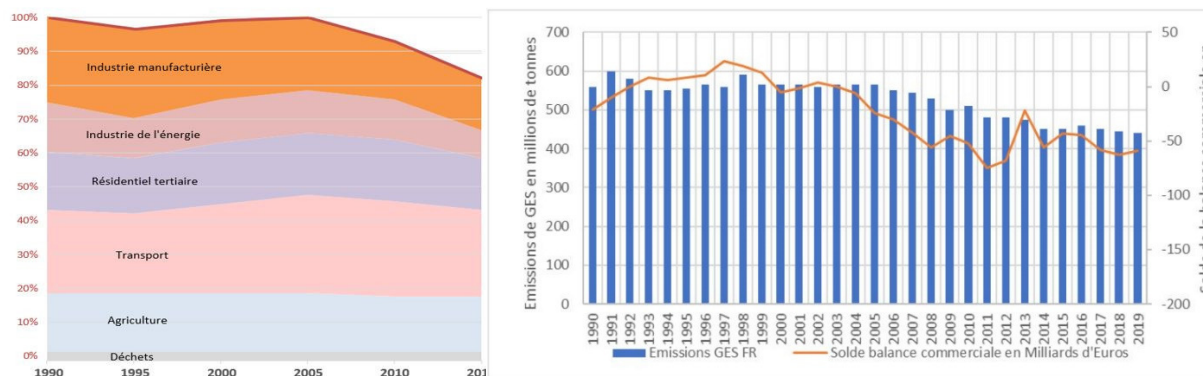 100%
90%
80%
70%
60%
50%
40%
30%
20%
10%
0%
Industrie manufacturière
Industrie de l'énergie
Résidentiel tertiaire
Transport
Agriculture
Déchets
1990 1995 2000 2005 2010
Emissions de GES en millions de tonnes
700
600
500
400
300
200
100
0
50
0
-50
-100
-150
-200
1990 1991 1992 1993 1994 1995 1996 1997 1998 1999 2000 2001 2002 2003 2004 2005 2006 2007 2008 2009 2010 2011 2012 2013 2014 2015 2016 2017 2018 2019
Emissions GES FR Solde balance commerciale en Milliards d'Euros